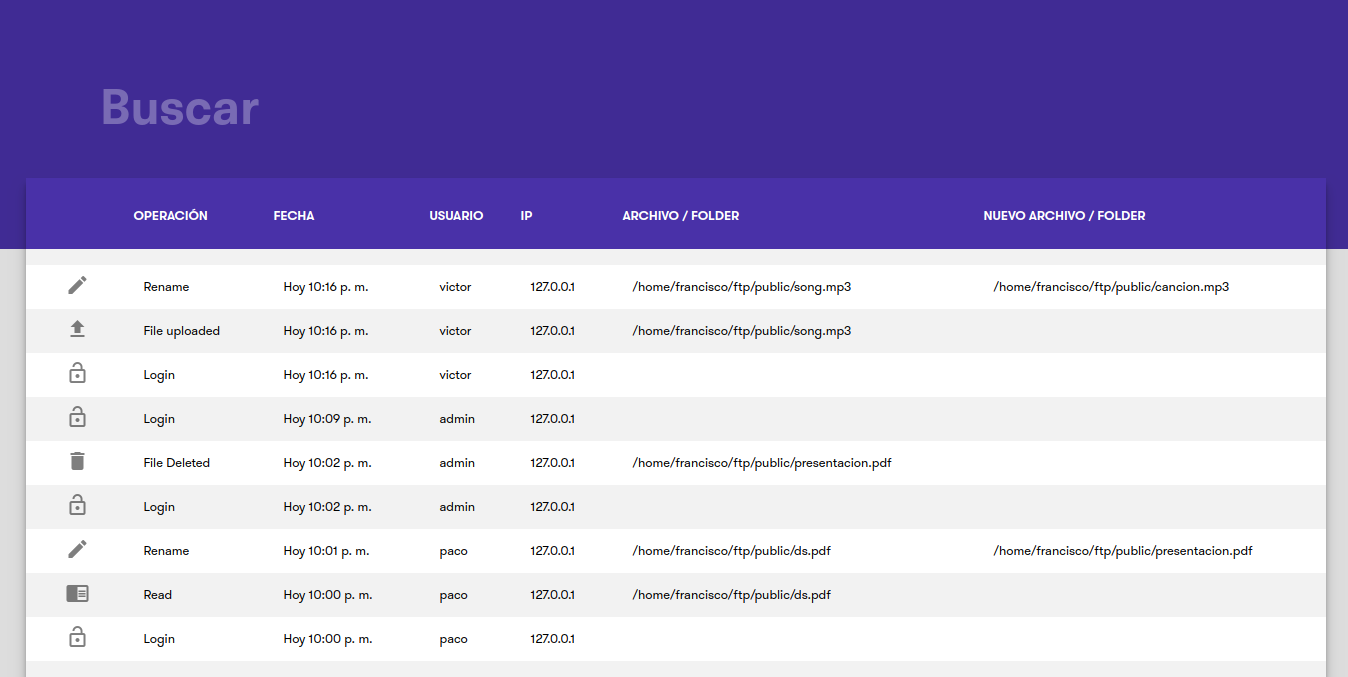 Buscar
OPERACIÓN FECHA USUARIO IP ARCHIVO / FOLDER NUEVO ARCHIVO / FOLDER
Rename Hoy 10:16 p. m. victor 127.0.0.1 /home/francisco/ftp/public/song.mp3 /home/francisco/ftp/public/cancion.mp3
File uploaded Hoy 10:16 p. m. victor 127.0.0.1 /home/francisco/ftp/public/song.mp3
Login Hoy 10:16 p. m. victor 127.0.0.1
Login Hoy 10:09 p. m. admin 127.0.0.1
File Deleted Hoy 10:02 p. m. admin 127.0.0.1 /home/francisco/ftp/public/presentacion.pdf
Login Hoy 10:02 p. m. admin 127.0.0.1
Rename Hoy 10:01 p. m. paco 127.0.0.1 /home/francisco/ftp/public/ds.pdf /home/francisco/ftp/public/presentacion.pdf
Read Hoy 10:00 p. m. paco 127.0.0.1 /home/francisco/ftp/public/ds.pdf
Login Hoy 10:00 p. m. paco 127.0.0.1